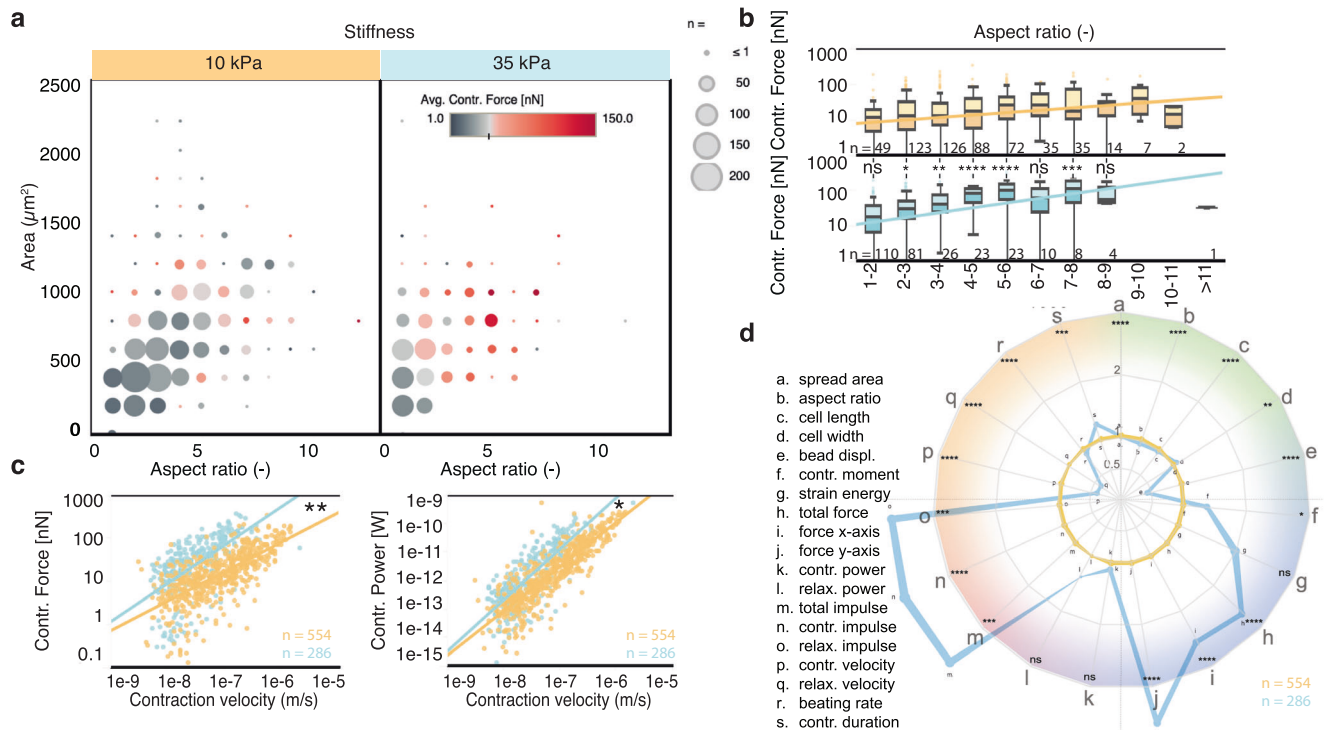 a
Stiffness
10 kPa
35 kPa
n =
≤ 1
50
100
150
200
Avg. Contr. Force [nN]
1.0
150.0
Area (µm²)
2500
2000
1500
1000
500
0
0 5 10
0 5 10
Aspect ratio (-)
Aspect ratio (-)
b
Aspect ratio (-)
Contr. Force [nN]
1000
100
10
1
n = 49 123 126 88 72 35 35 14 7 2
Contr. Force [nN]
1000
100
10
1
ns * ** **** **** ns *** ns
n = 110 81 26 23 23 10 8 4 1
1-2 2-3 3-4 4-5 5-6 6-7 7-8 8-9 9-10 10-11 >11
c
Contr. Force [nN]
1000
100
10
1
0.1
**
n = 554
n = 286
1e-9 1e-8 1e-7 1e-6 1e-5
Contraction velocity (m/s)
Contr. Power [W]
1e-9
1e-10
1e-11
1e-12
1e-13
1e-14
1e-15
*
n = 554
n = 286
1e-9 1e-8 1e-7 1e-6 1e-5
Contraction velocity (m/s)
d
a. spread area
b. aspect ratio
c. cell length
d. cell width
e. bead displ.
f. contr. moment
g. strain energy
h. total force
i. force x-axis
j. force y-axis
k. contr. power
l. relax. power
m. total impulse
n. contr. impulse
o. relax. impulse
p. contr. velocity
q. relax. velocity
r. beating rate
s. contr. duration
a ****
b ****
c ****
d **
e ****
f *
g ns
h ****
i ****
j ****
k ns
l ns
m ***
n ****
o ***
p ****
q ****
r ****
s ***
2
1
0.5
n = 554
n = 286